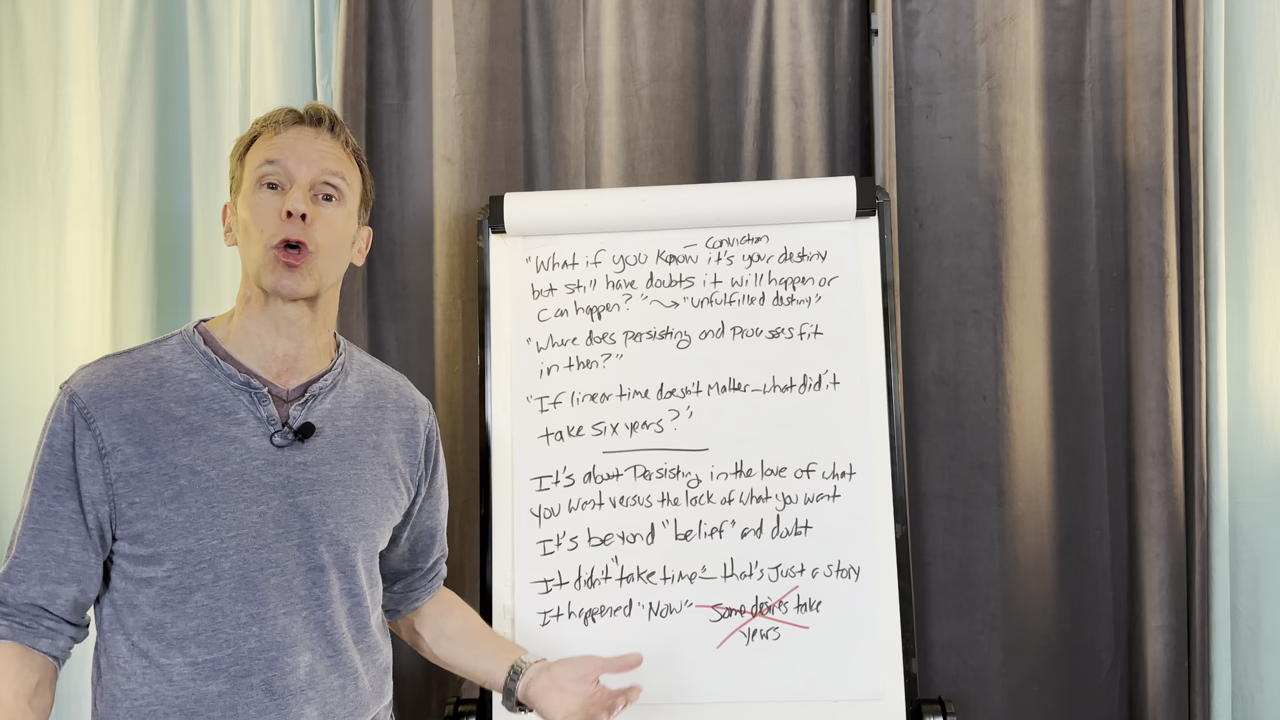 - Conviction
"What if you know it's your destiny
but still have doubts it will happen or
can happen?" → "unfulfilled destiny"
"Where does persisting and processes fit
in then?"
"If linear time doesn't matter - what did it
take six years?"
It's about Persisting in the love of what
you want versus the lack of what you want
It's beyond "belief" and doubt
It didn't "take time" - that's just a story
It happened "Now" - Some desires take
years